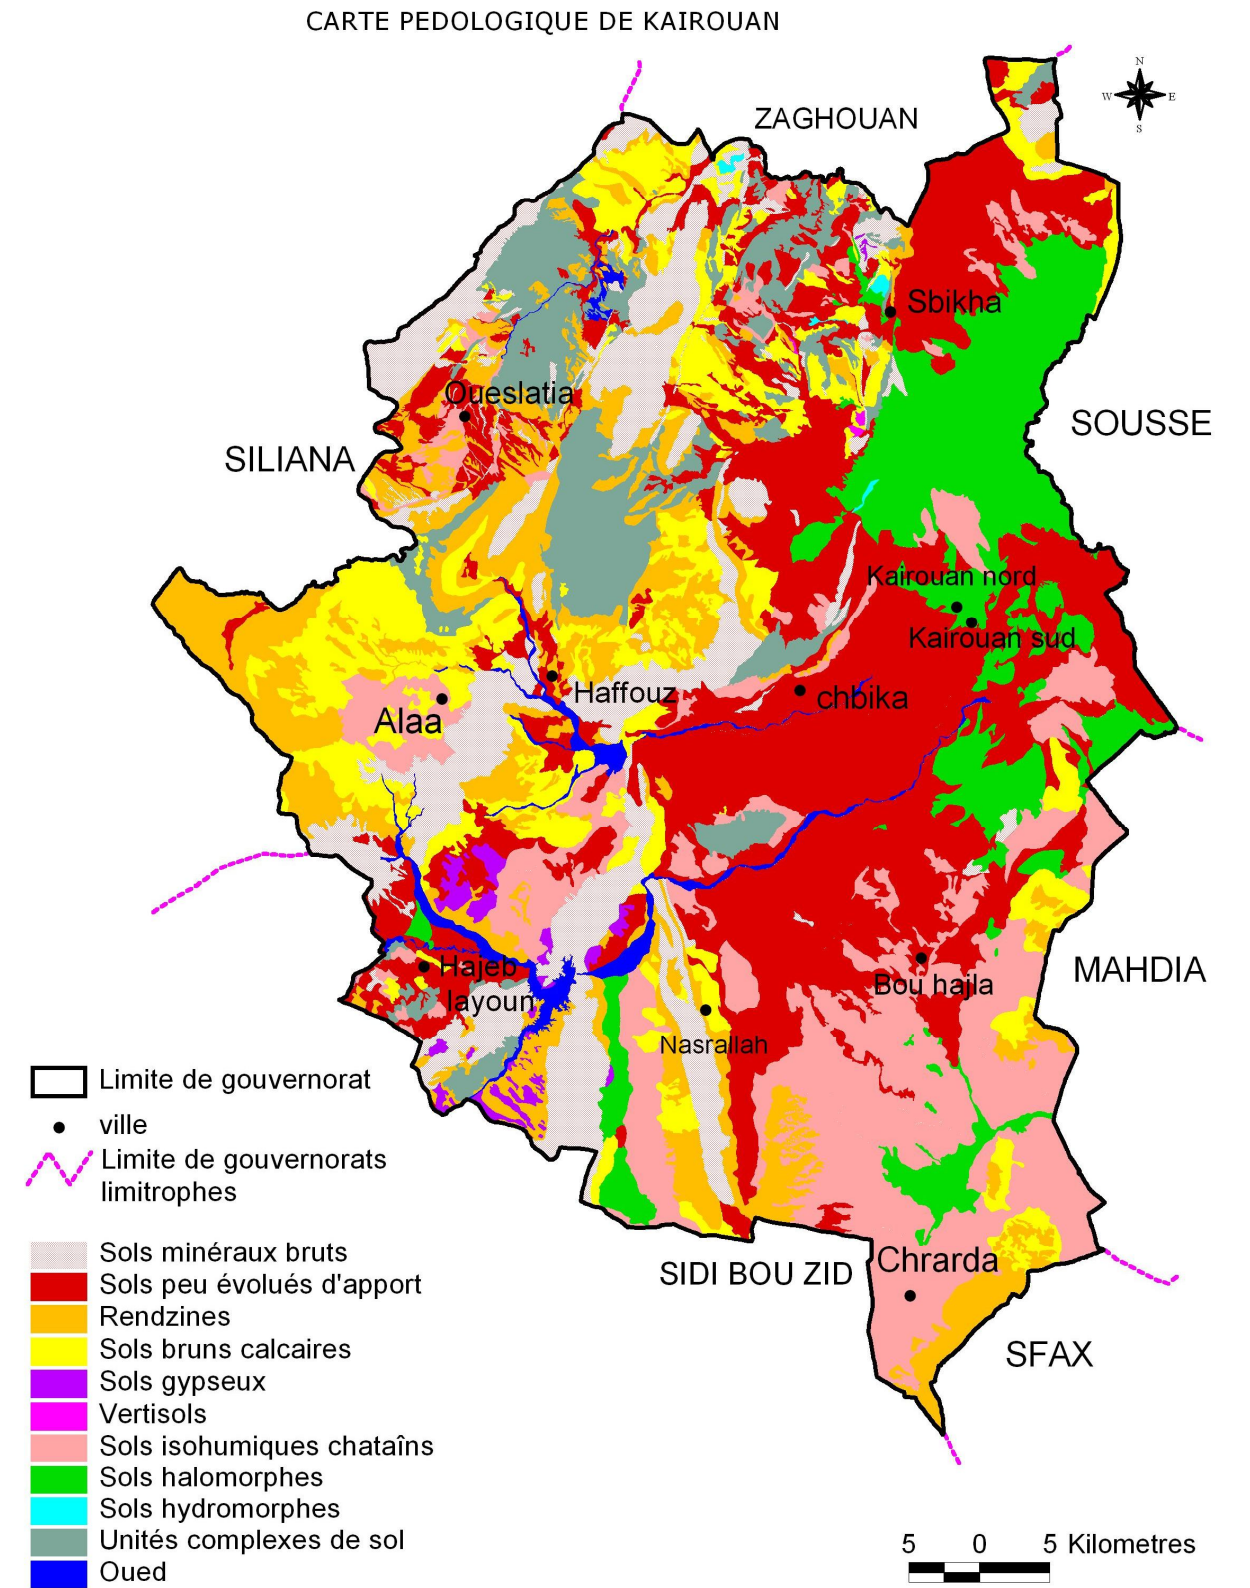 CARTE PEDOLOGIQUE DE KAIROUAN
N
W E
S
ZAGHOUAN
Sbikha
Oueslatia
SOUSSE
SILIANA
Kairouan nord
Kairouan sud
Haffouz
chbika
Alaa
Hajeb
layoun
Bou hajla
MAHDIA
Nasrallah
Limite de gouvernorat
ville
Limite de gouvernorats
limitrophes
Sols minéraux bruts
Chrarda
SIDI BOU ZID
Sols peu évolués d'apport
Rendzines
SFAX
Sols bruns calcaires
Sols gypseux
Vertisols
Sols isohumiques chataîns
Sols halomorphes
Sols hydromorphes
Unités complexes de sol
5 0 5 Kilometres
Oued